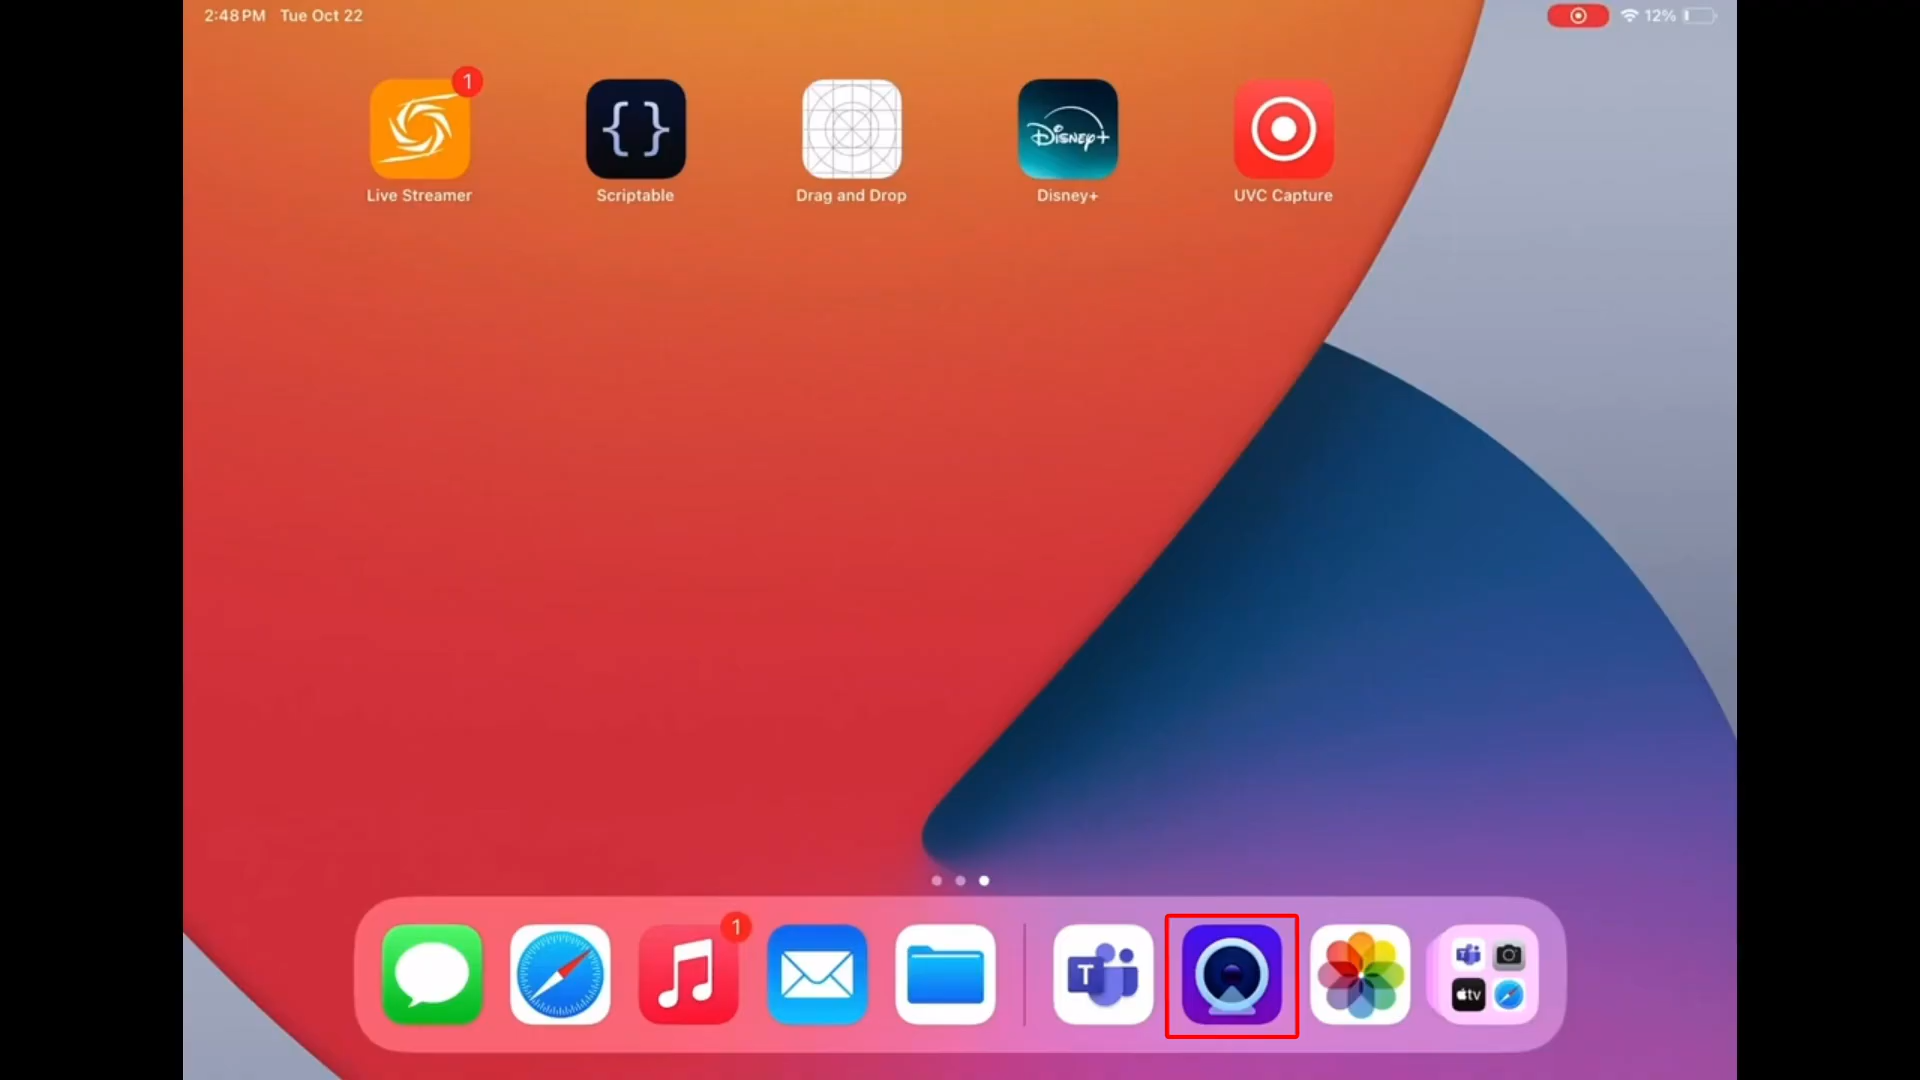 2:48 PM Tue Oct 22
12%
1
{ }
Disney+
Live Streamer
Scriptable
Drag and Drop
Disney+
UVC Capture
1
T
tv